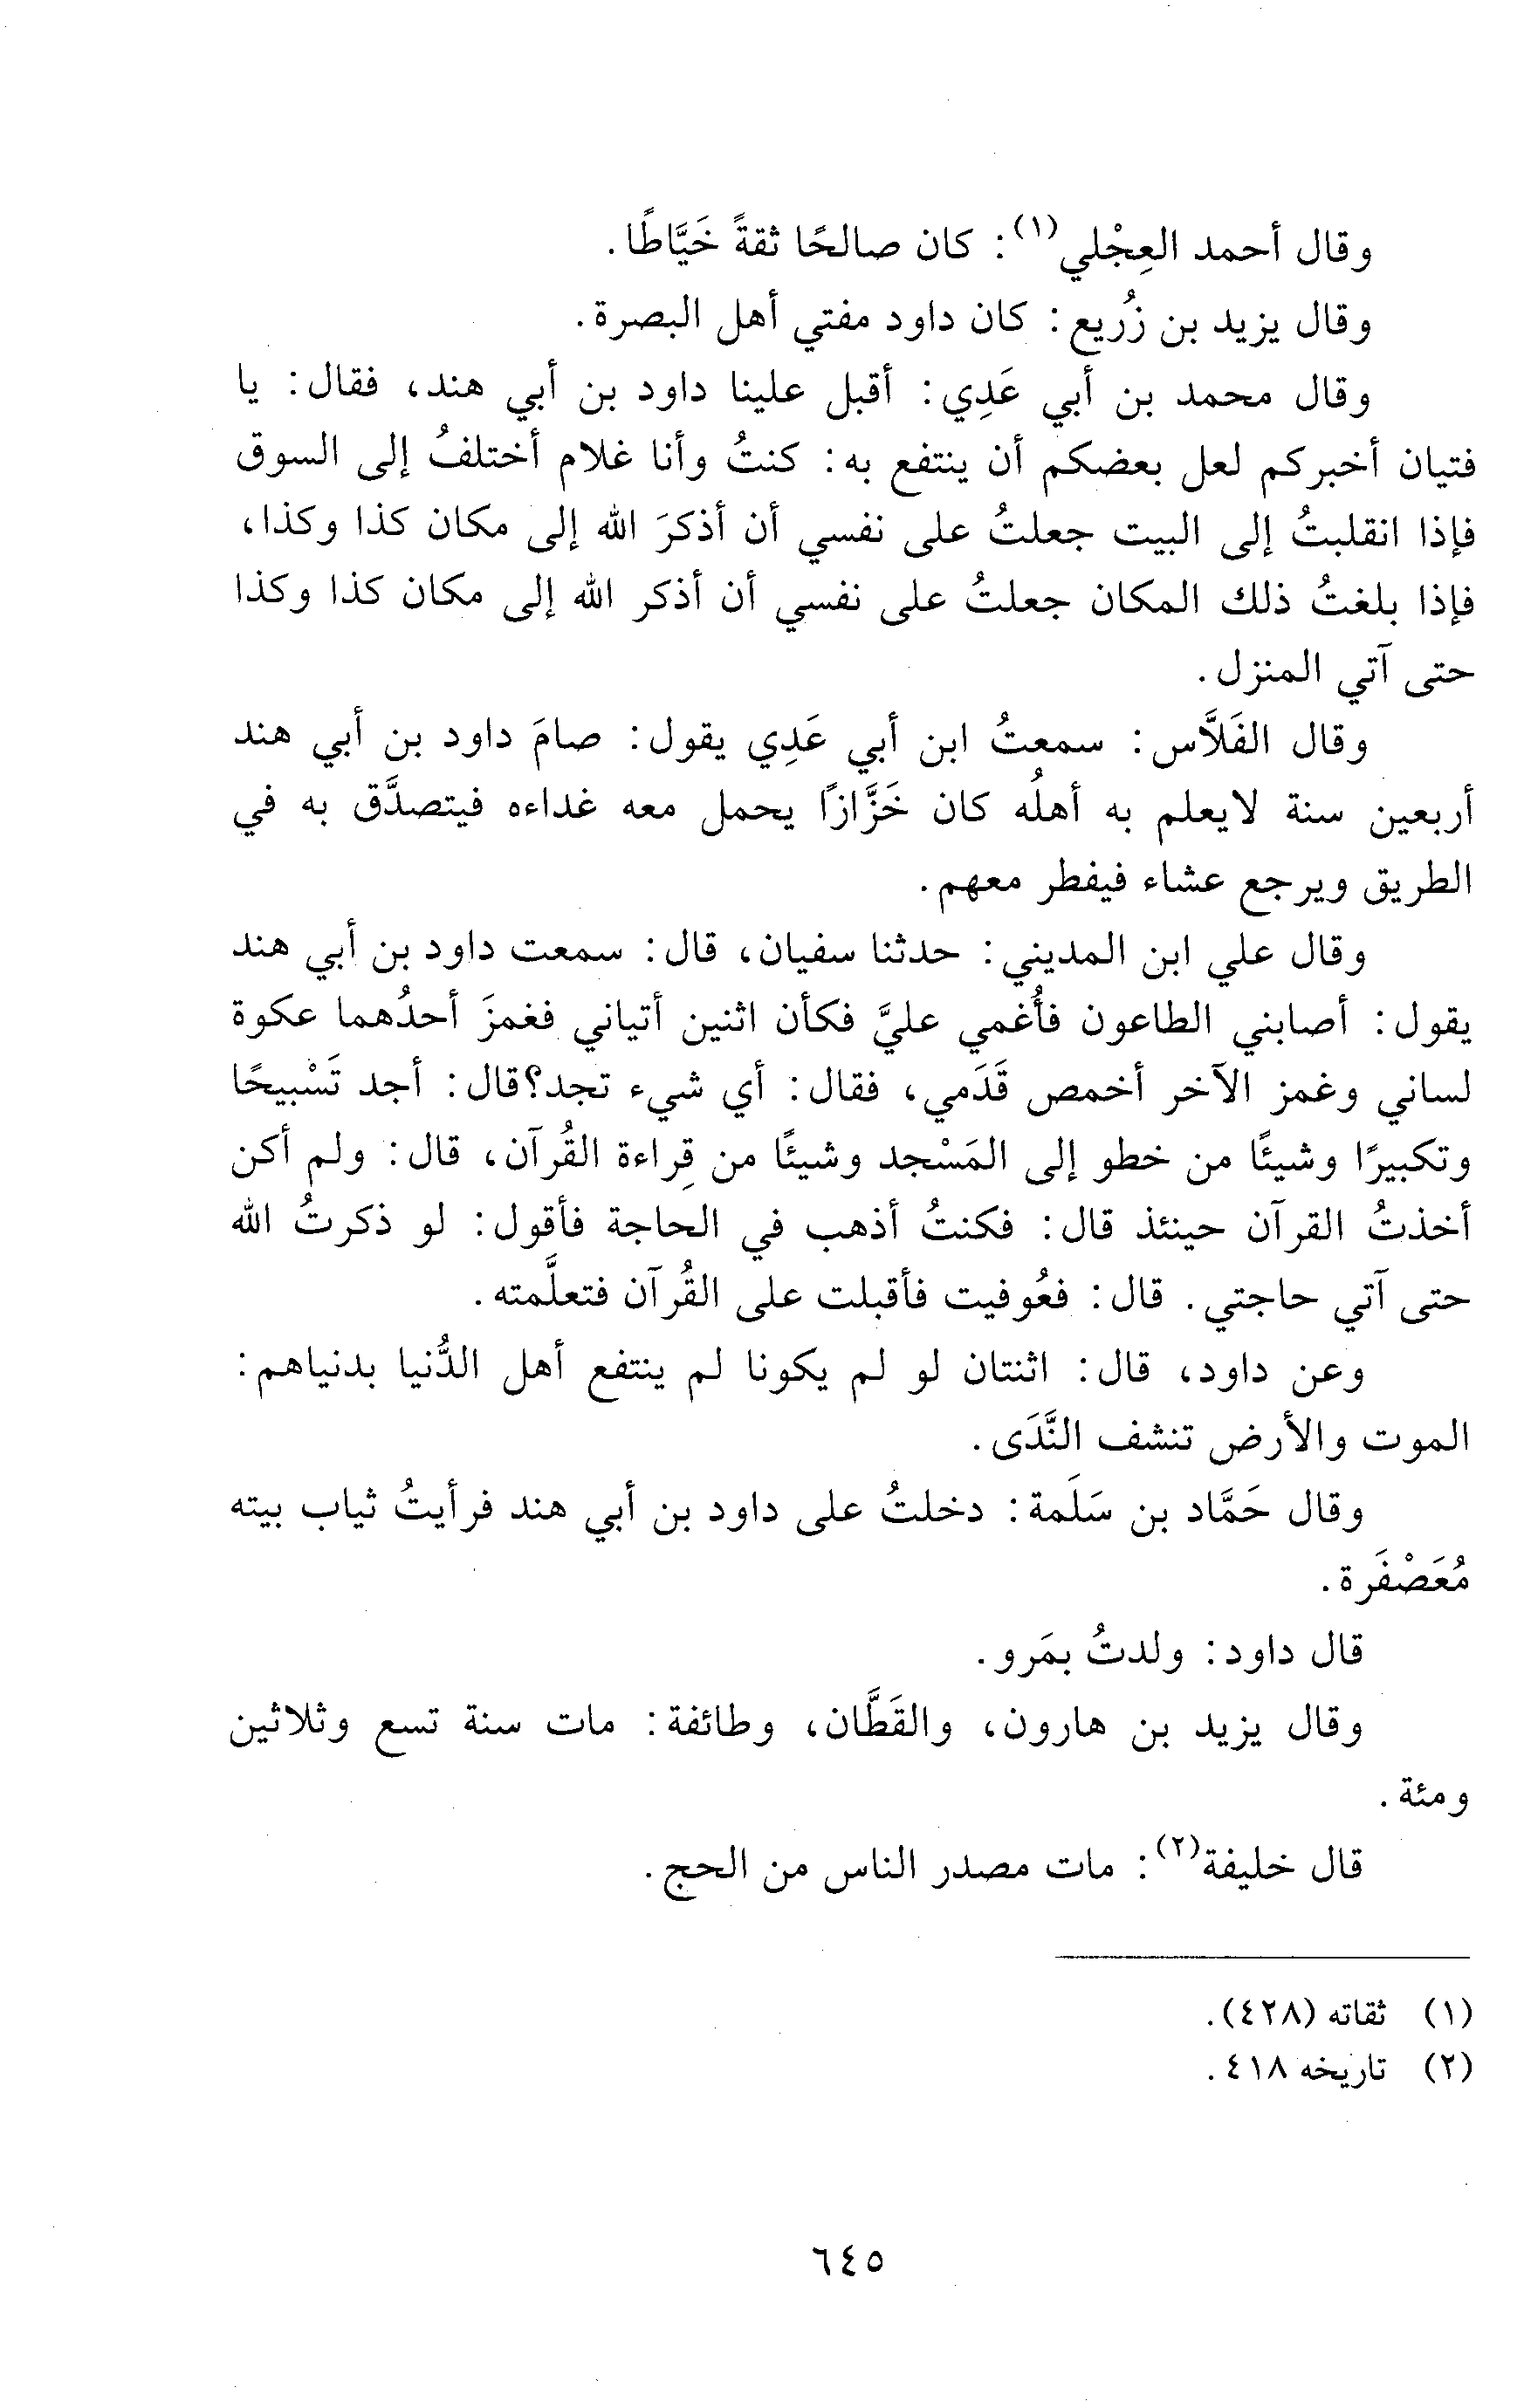 وقال أحمد العِجْلي(١): كان صالحًا ثقةً خَيَّاطًا.
وقال يزيد بن زُريع: كان داود مفتي أهل البصرة.
وقال محمد بن أبي عَدِي: أقبل علينا داود بن أبي هند، فقال: يا
فتيان أخبركم لعل بعضكم أن ينتفع به: كنتُ وأنا غلام أختلفُ إلى السوق
فإذا انقلبتُ إلى البيت جعلتُ على نفسي أن أذكرَ الله إلى مكان كذا وكذا،
فإذا بلغتُ ذلك المكان جعلتُ على نفسي أن أذكر الله إلى مكان كذا وكذا
حتى آتي المنزل.
وقال الفَلَّاس: سمعتُ ابن أبي عَدِي يقول: صامَ داود بن أبي هند
أربعين سنة لايعلم به أهلُه كان خَزَّازًا يحمل معه غداءه فيتصدَّق به في
الطريق ويرجع عشاء فيفطر معهم.
وقال علي ابن المديني: حدثنا سفيان، قال: سمعت داود بن أبي هند
يقول: أصابني الطاعون فأُغمي عليَّ فكأن اثنين أتياني فغمزَ أحدُهما عكوة
لساني وغمز الآخر أخمص قَدَمي، فقال: أي شيء تجد؟قال: أجد تَسْبيحًا
وتكبيرًا وشيئًا من خطو إلى المَسْجد وشيئًا من قِراءة القُرآن، قال: ولم أكن
أخذتُ القرآن حينئذ قال: فكنتُ أذهب في الحاجة فأقول: لو ذكرتُ الله
حتى آتي حاجتي. قال: فعُوفيت فأقبلت على القُرآن فتعلَّمته.
وعن داود، قال: اثنتان لو لم يكونا لم ينتفع أهل الدُّنيا بدنياهم:
الموت والأرض تنشف النَّدَى.
وقال حَمَّاد بن سَلَمة: دخلتُ على داود بن أبي هند فرأيتُ ثياب بيته
مُعَصْفَرة.
قال داود: ولدتُ بمَرو.
وقال يزيد بن هارون، والقَطَّان، وطائفة: مات سنة تسع وثلاثين
ومئة.
قال خليفة(٢): مات مصدر الناس من الحج.
(١) ثقاته (٤٢٨).
(٢) تاريخه ٤١٨.
٦٤٥